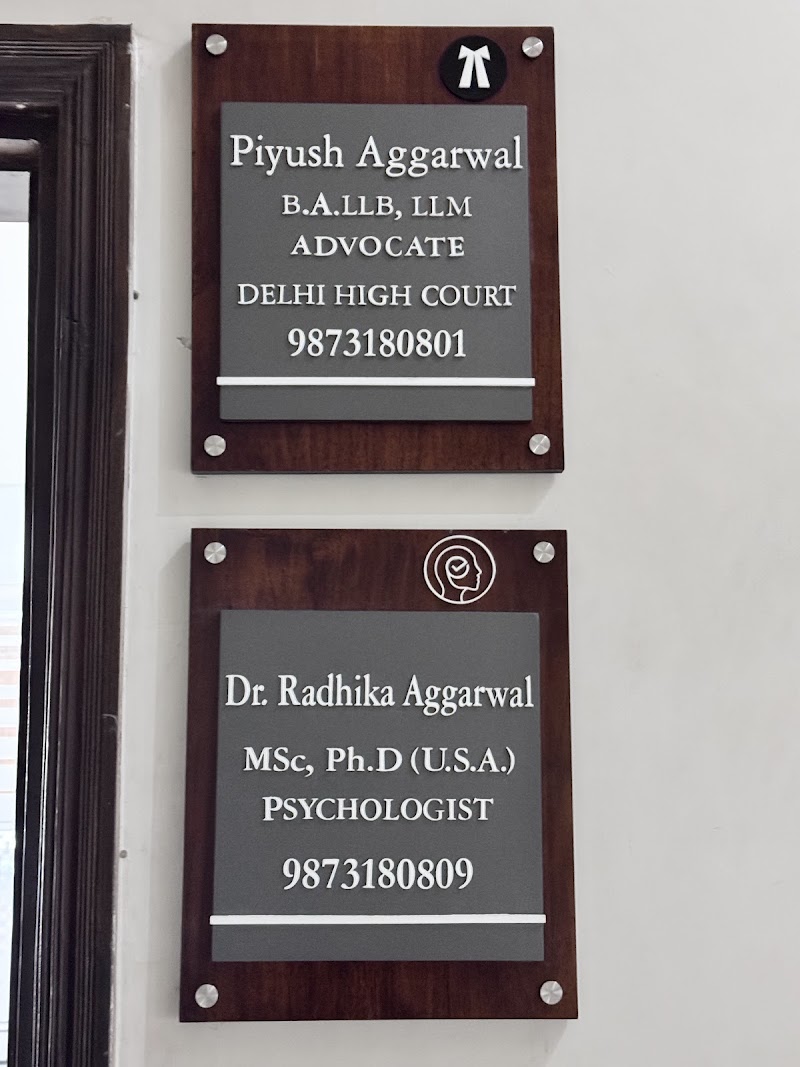 Piyush Aggarwal
B.A.LLB, LLM
ADVOCATE
DELHI HIGH COURT
9873180801
Dr. Radhika Aggarwal
MSc, Ph.D (U.S.A.)
PSYCHOLOGIST
9873180809